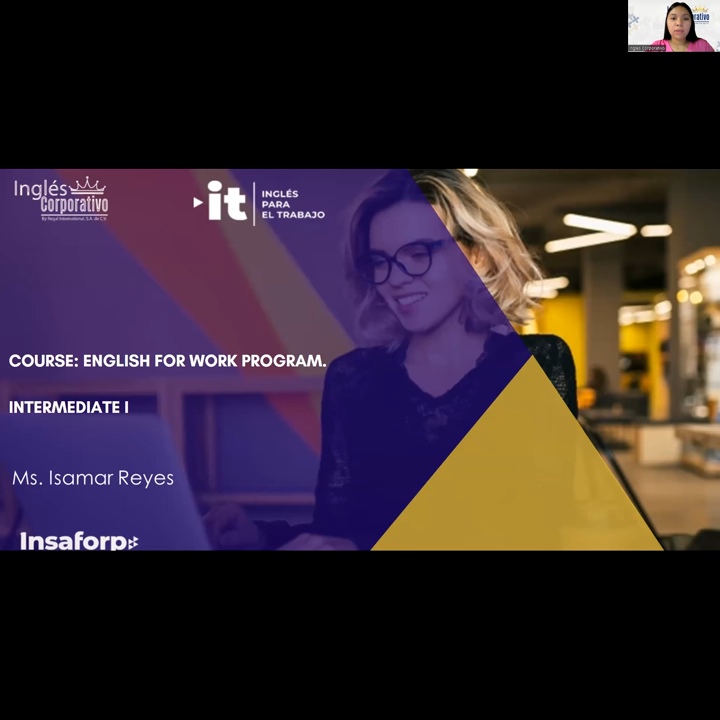 Inglés
Corporativo
it
INGLÉS
PARA
EL TRABAJO
COURSE: ENGLISH FOR WORK PROGRAM.
INTERMEDIATE I
Ms. Isamar Reyes
Insaforp